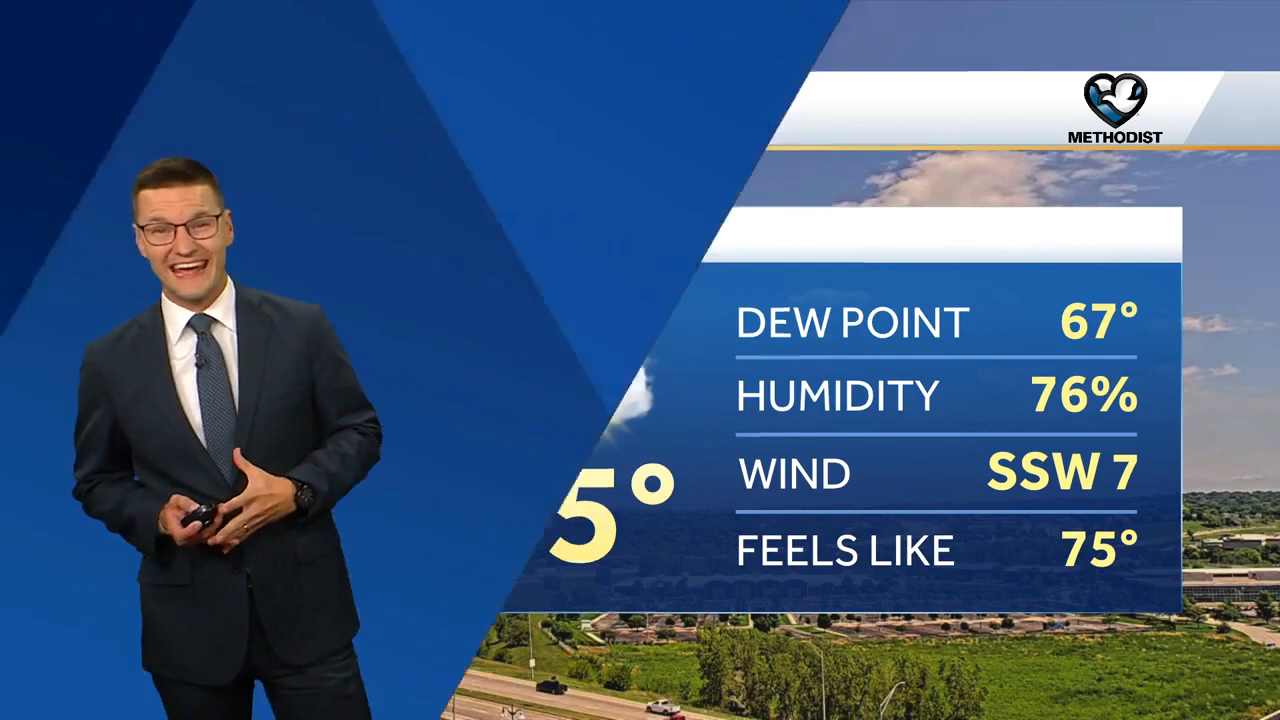 METHODIST
DEW POINT 67°
HUMIDITY 76%
5°
WIND SSW 7
FEELS LIKE 75°